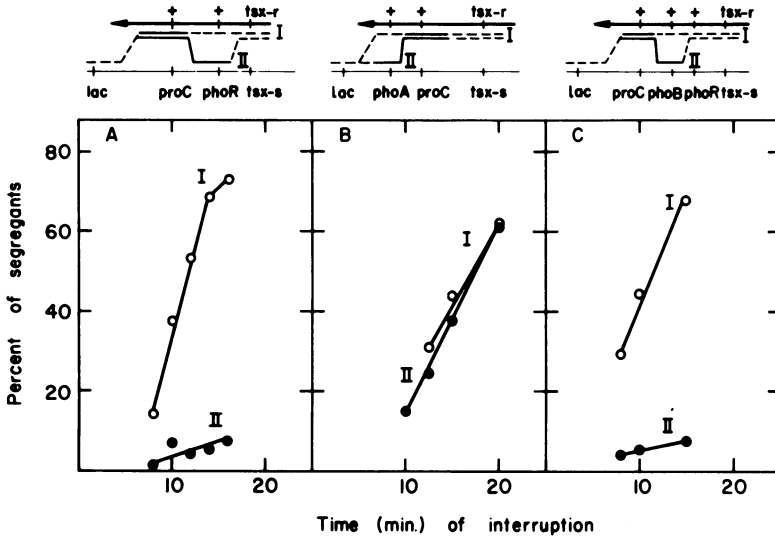 + + tsx-r
I
II
lac proC phoR tsx-s
+ + tsx-r
I
II
lac phoA proC tsx-s
+ + + tsx-r
I
II
lac proC phoB phoR tsx-s
A
B
C
80
60
40
20
I
II
I
II
I
II
10 20
10 20
10 20
Percent of segregants
Time (min.) of interruption